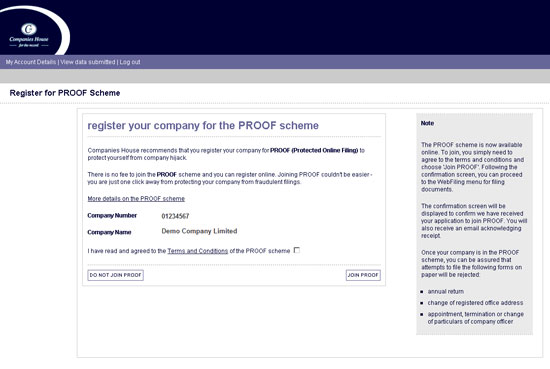 Companies House
for the record
My Account Details | View data submitted | Log out
Register for PROOF Scheme
register your company for the PROOF scheme
Companies House recommends that you register your company for PROOF (Protected Online Filing) to
protect yourself from company hijack.
There is no fee to join the PROOF scheme and you can register online. Joining PROOF couldn't be easier -
you are just one click away from protecting your company from fraudulent filings.
More details on the PROOF scheme
Company Number 01234567
Company Name Demo Company Limited
I have read and agreed to the Terms and Conditions of the PROOF scheme
DO NOT JOIN PROOF
JOIN PROOF
Note
The PROOF scheme is now available
online. To join, you simply need to
agree to the terms and conditions and
choose 'Join PROOF'. Following the
confirmation screen, you can proceed
to the WebFiling menu for filing
documents.
The confirmation screen will be
displayed to confirm we have received
your application to join PROOF. You will
also receive an email acknowledging
receipt.
Once your company is in the PROOF
scheme, you can be assured that
attempts to file the following forms on
paper will be rejected:
annual return
change of registered office address
appointment, termination or change
of particulars of company officer